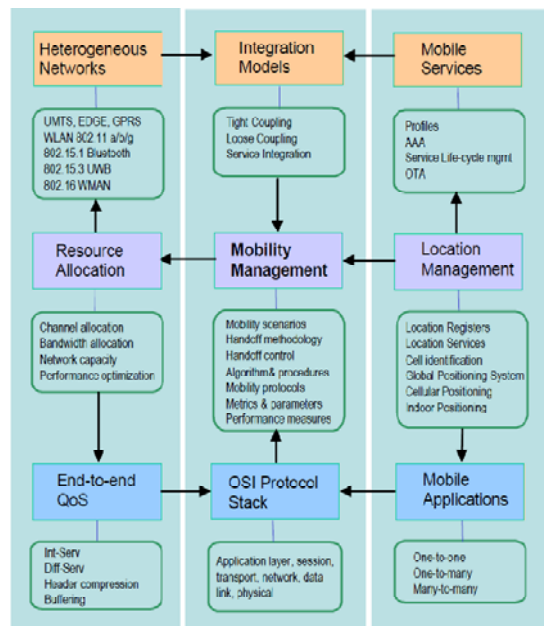 Heterogeneous
Networks
Integration
Models
Mobile
Services
UMTS, EDGE, GPRS
WLAN 802.11 a/b/g
802.15.1 Bluetooth
802.15.3 UWB
802.16 WMAN
Tight Coupling
Loose Coupling
Service Integration
Profiles
AAA
Service Life-cycle mgmt
OTA
Resource
Allocation
Mobility
Management
Location
Management
Channel allocation
Bandwidth allocation
Network capacity
Performance optimization
Mobility scenarios
Handoff methodology
Handoff control
Algorithm& procedures
Mobility protocols
Metrics & parameters
Performance measures
Location Registers
Location Services
Cell identification
Global Positioning System
Cellular Positioning
Indoor Positioning
End-to-end
QoS
OSI Protocol
Stack
Mobile
Applications
Int-Serv
Diff-Serv
Header compression
Buffering
Application layer, session,
transport, network, data
link, physical
One-to-one
One-to-many
Many-to-many